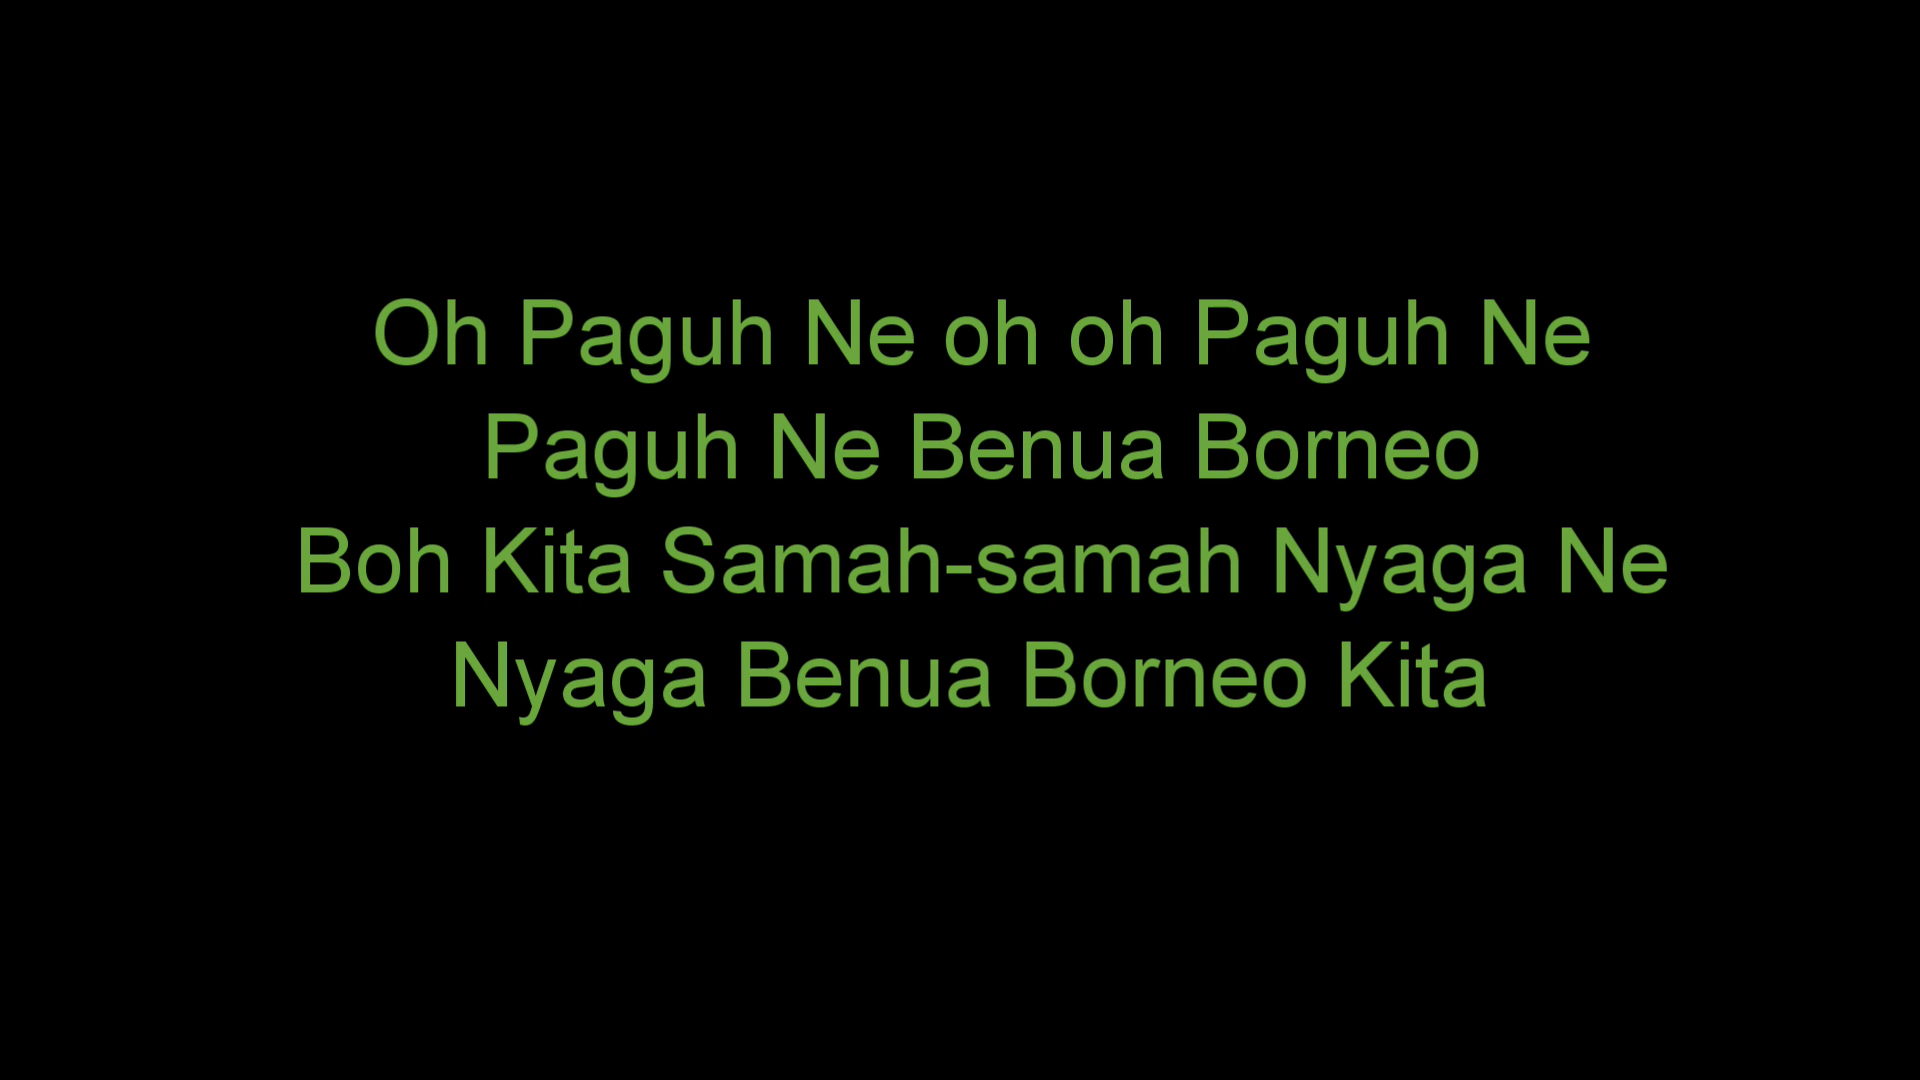 Oh Paguh Ne oh oh Paguh Ne
Paguh Ne Benua Borneo
Boh Kita Samah-samah Nyaga Ne
Nyaga Benua Borneo Kita